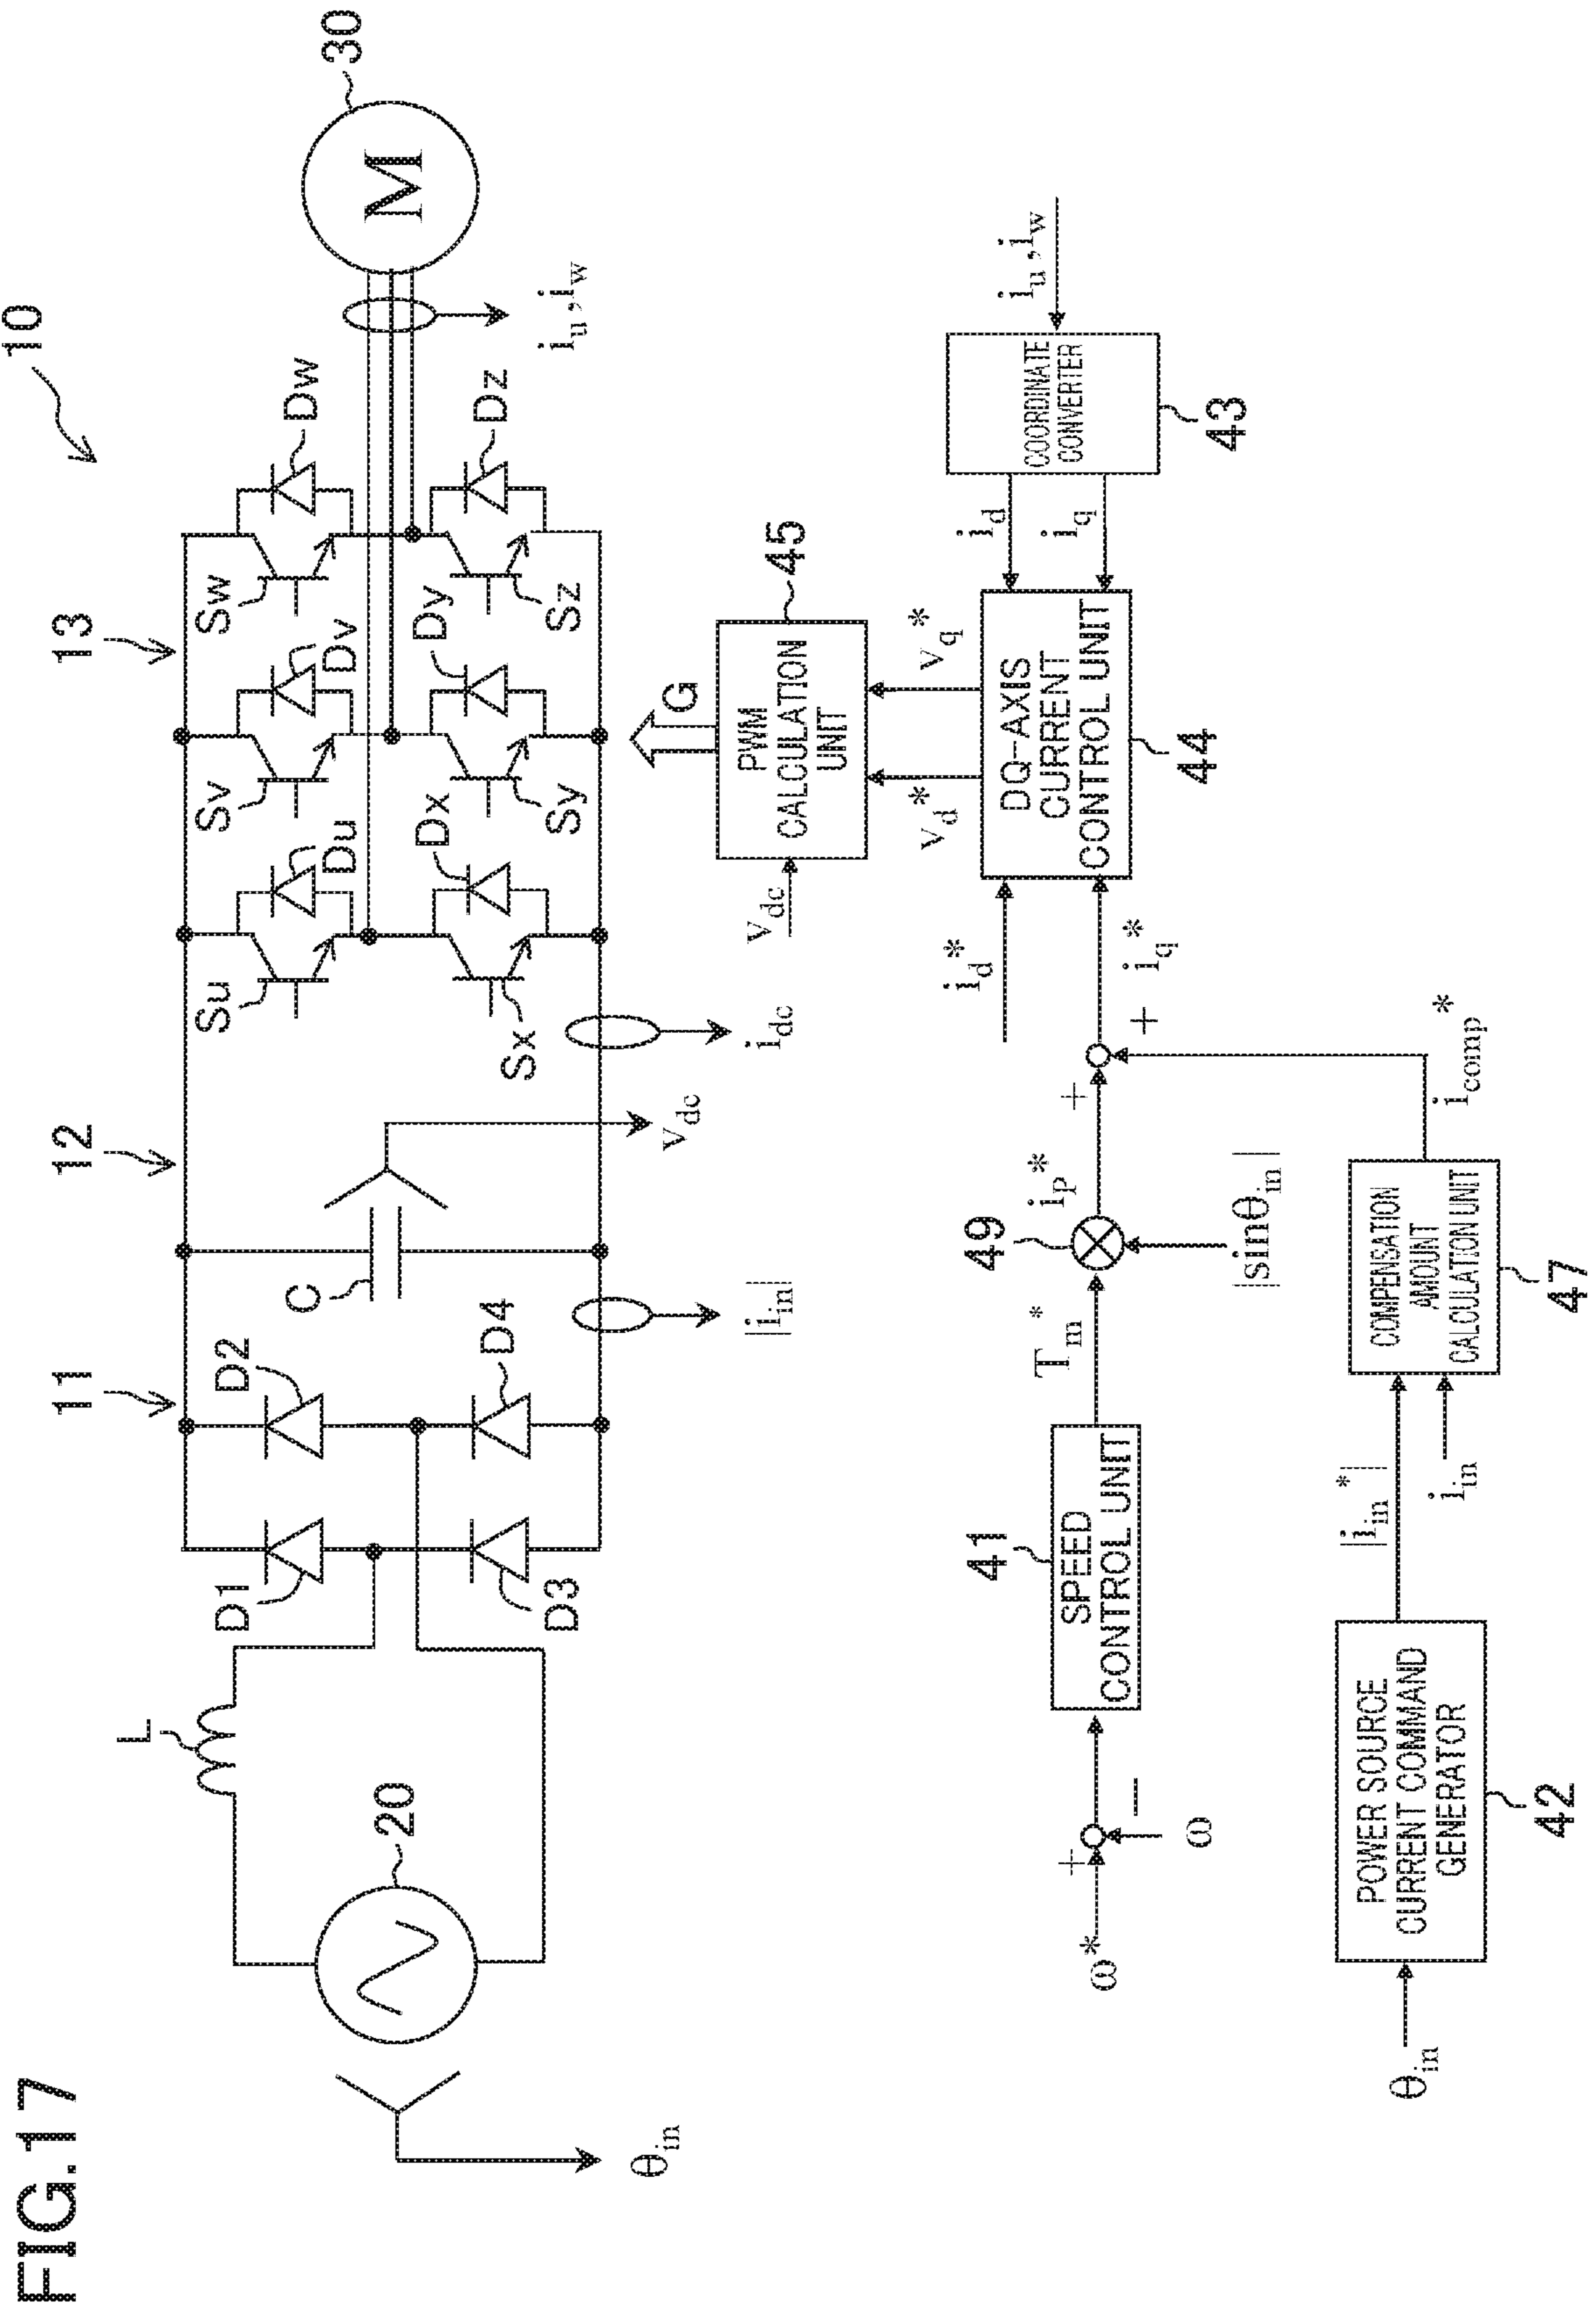 FIG.17
10
11
12
13
20
L
D1
D2
D3
D4
C
Su
Du
Sv
Dv
Sw
Dw
Sx
Dx
Sy
Dy
Sz
Dz
30
M
θin
|iin|
vdc
idc
iu ,iw
G
45
PWM
CALCULATION
UNIT
vdc
vd*
vq*
id*
DQ-AXIS
CURRENT
CONTROL UNIT
44
id
iq
COORDINATE
CONVERTER
43
iu ,iw
ω*
+
−
ω
41
SPEED
CONTROL UNIT
Tm*
49
|sinθin|
ip*
+
+
iq*
icomp*
θin
POWER SOURCE
CURRENT COMMAND
GENERATOR
42
|iin*|
iin
COMPENSATION
AMOUNT
CALCULATION UNIT
47